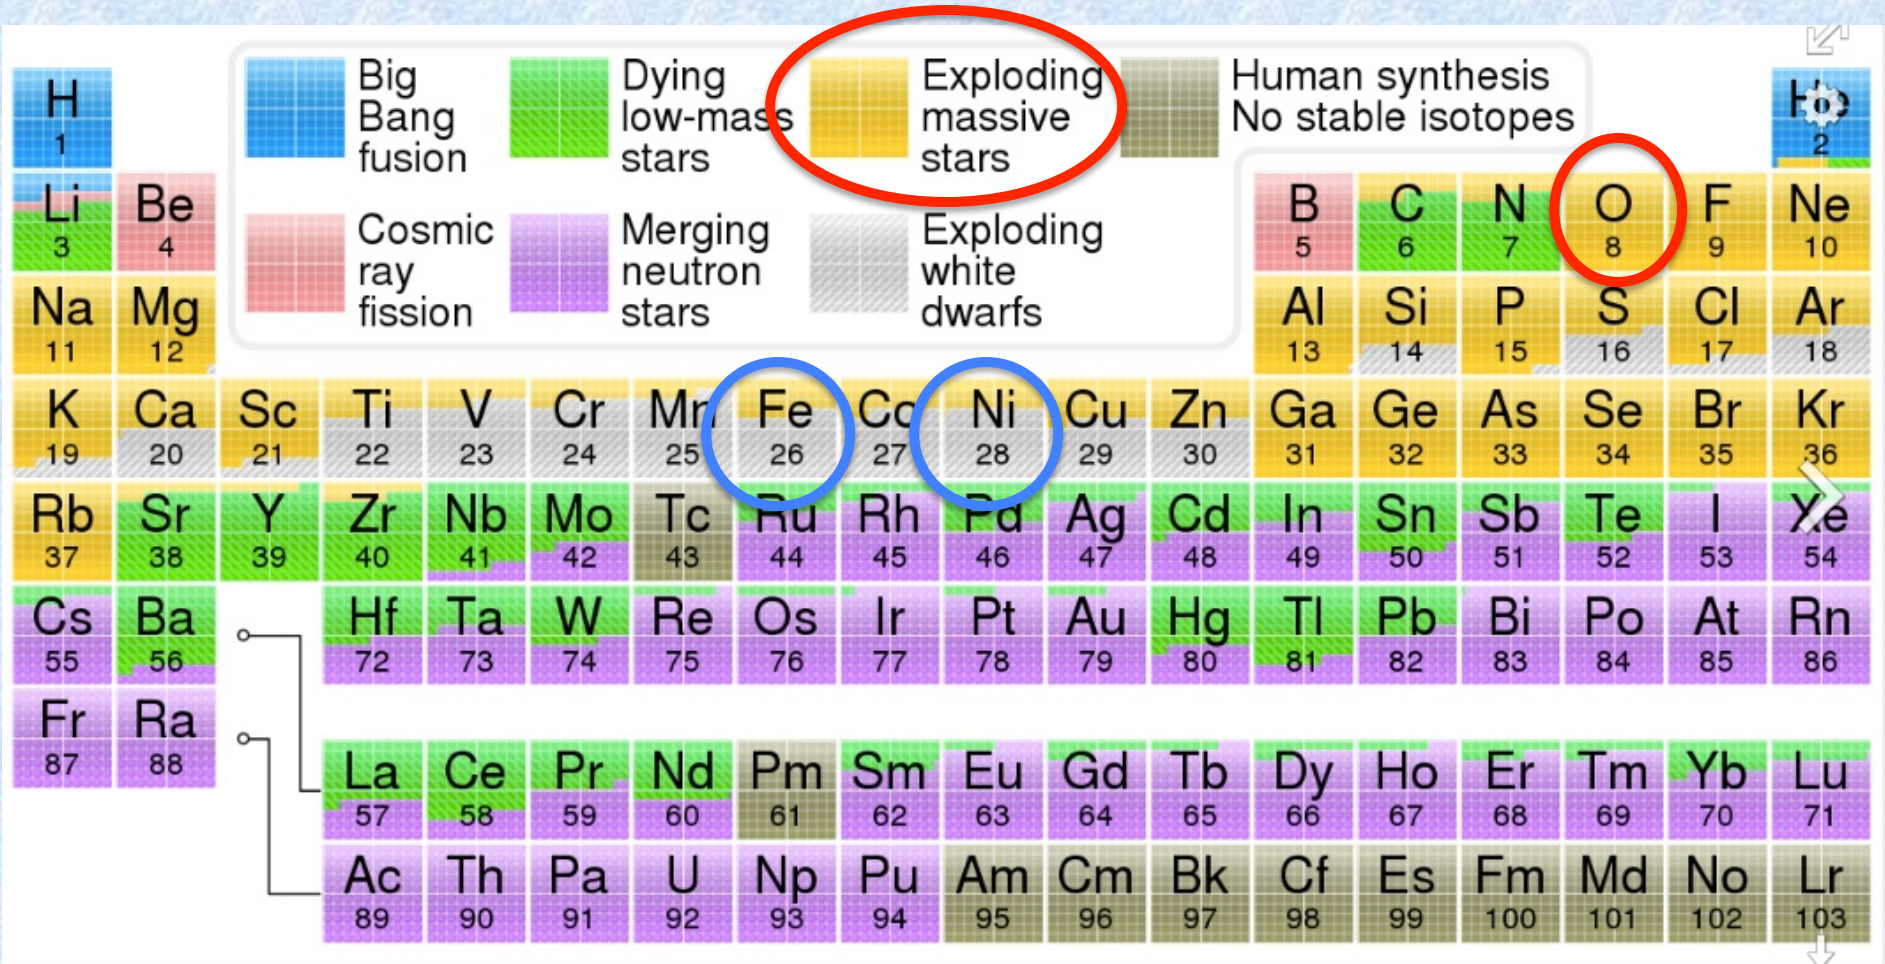 Big Bang fusion
Dying low-mass stars
Exploding massive stars
Human synthesis No stable isotopes
Cosmic ray fission
Merging neutron stars
Exploding white dwarfs
H He
1 2
Li Be B C N O F Ne
3 4 5 6 7 8 9 10
Na Mg Al Si P S Cl Ar
11 12 13 14 15 16 17 18
K Ca Sc Ti V Cr Mn Fe Co Ni Cu Zn Ga Ge As Se Br Kr
19 20 21 22 23 24 25 26 27 28 29 30 31 32 33 34 35 36
Rb Sr Y Zr Nb Mo Tc Ru Rh Pd Ag Cd In Sn Sb Te I Xe
37 38 39 40 41 42 43 44 45 46 47 48 49 50 51 52 53 54
Cs Ba Hf Ta W Re Os Ir Pt Au Hg Tl Pb Bi Po At Rn
55 56 72 73 74 75 76 77 78 79 80 81 82 83 84 85 86
Fr Ra
87 88
La Ce Pr Nd Pm Sm Eu Gd Tb Dy Ho Er Tm Yb Lu
57 58 59 60 61 62 63 64 65 66 67 68 69 70 71
Ac Th Pa U Np Pu Am Cm Bk Cf Es Fm Md No Lr
89 90 91 92 93 94 95 96 97 98 99 100 101 102 103